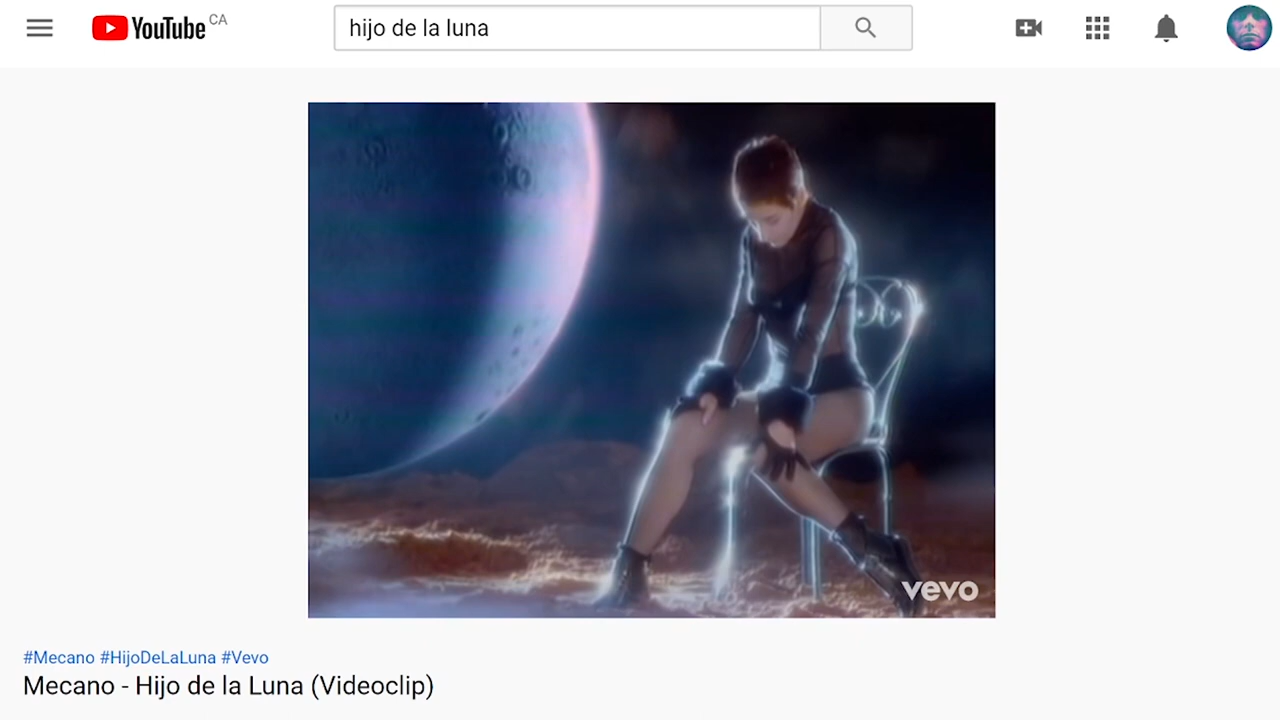 YouTube CA
hijo de la luna
vevo
#Mecano #HijoDeLaLuna #Vevo
Mecano - Hijo de la Luna (Videoclip)